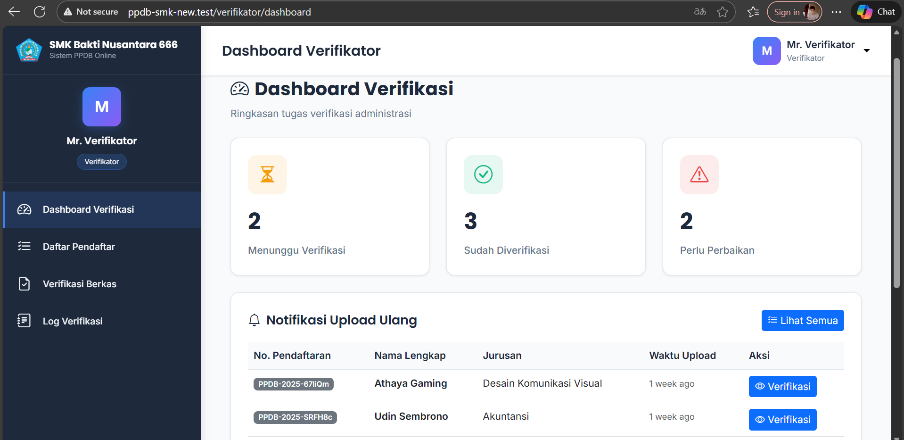 Not secure
ppdb-smk-new.test/verifikator/dashboard
Sign in
Chat
SMK Bakti Nusantara 666
Sistem PPDB Online
M
Mr. Verifikator
Verifikator
Dashboard Verifikasi
Daftar Pendaftar
Verifikasi Berkas
Log Verifikasi
Dashboard Verifikator
M
Mr. Verifikator
Verifikator
Dashboard Verifikasi
Ringkasan tugas verifikasi administrasi
2
Menunggu Verifikasi
3
Sudah Diverifikasi
2
Perlu Perbaikan
Notifikasi Upload Ulang
Lihat Semua
No. Pendaftaran Nama Lengkap Jurusan Waktu Upload Aksi
PPDB-2025-67IiQm Athaya Gaming Desain Komunikasi Visual 1 week ago Verifikasi
PPDB-2025-SRFH8c Udin Sembrono Akuntansi 1 week ago Verifikasi